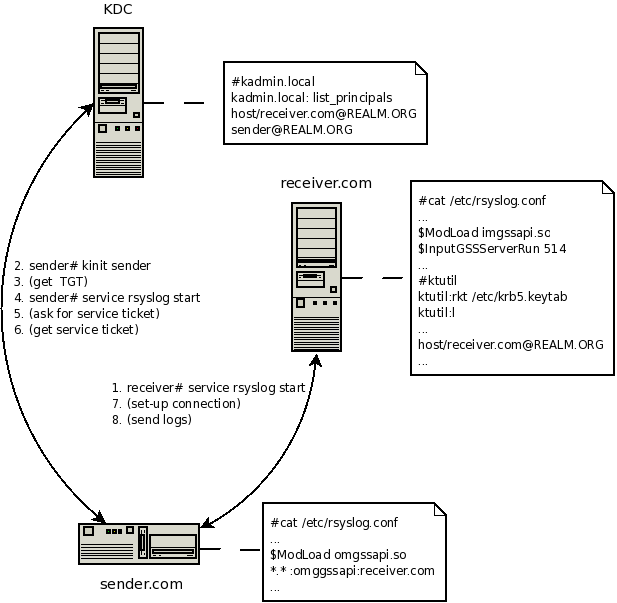 KDC
#kadmin.local
kadmin.local: list_principals
host/receiver.com@REALM.ORG
sender@REALM.ORG
receiver.com
#cat /etc/rsyslog.conf
...
$ModLoad imgssapi.so
$InputGSSServerRun 514
...
#ktutil
ktutil:rkt /etc/krb5.keytab
ktutil:l
...
host/receiver.com@REALM.ORG
...
2. sender# kinit sender
3. (get TGT)
4. sender# service rsyslog start
5. (ask for service ticket)
6. (get service ticket)
1. receiver# service rsyslog start
7. (set-up connection)
8. (send logs)
#cat /etc/rsyslog.conf
...
$ModLoad omgssapi.so
*.* :omggssapi:receiver.com
...
sender.com